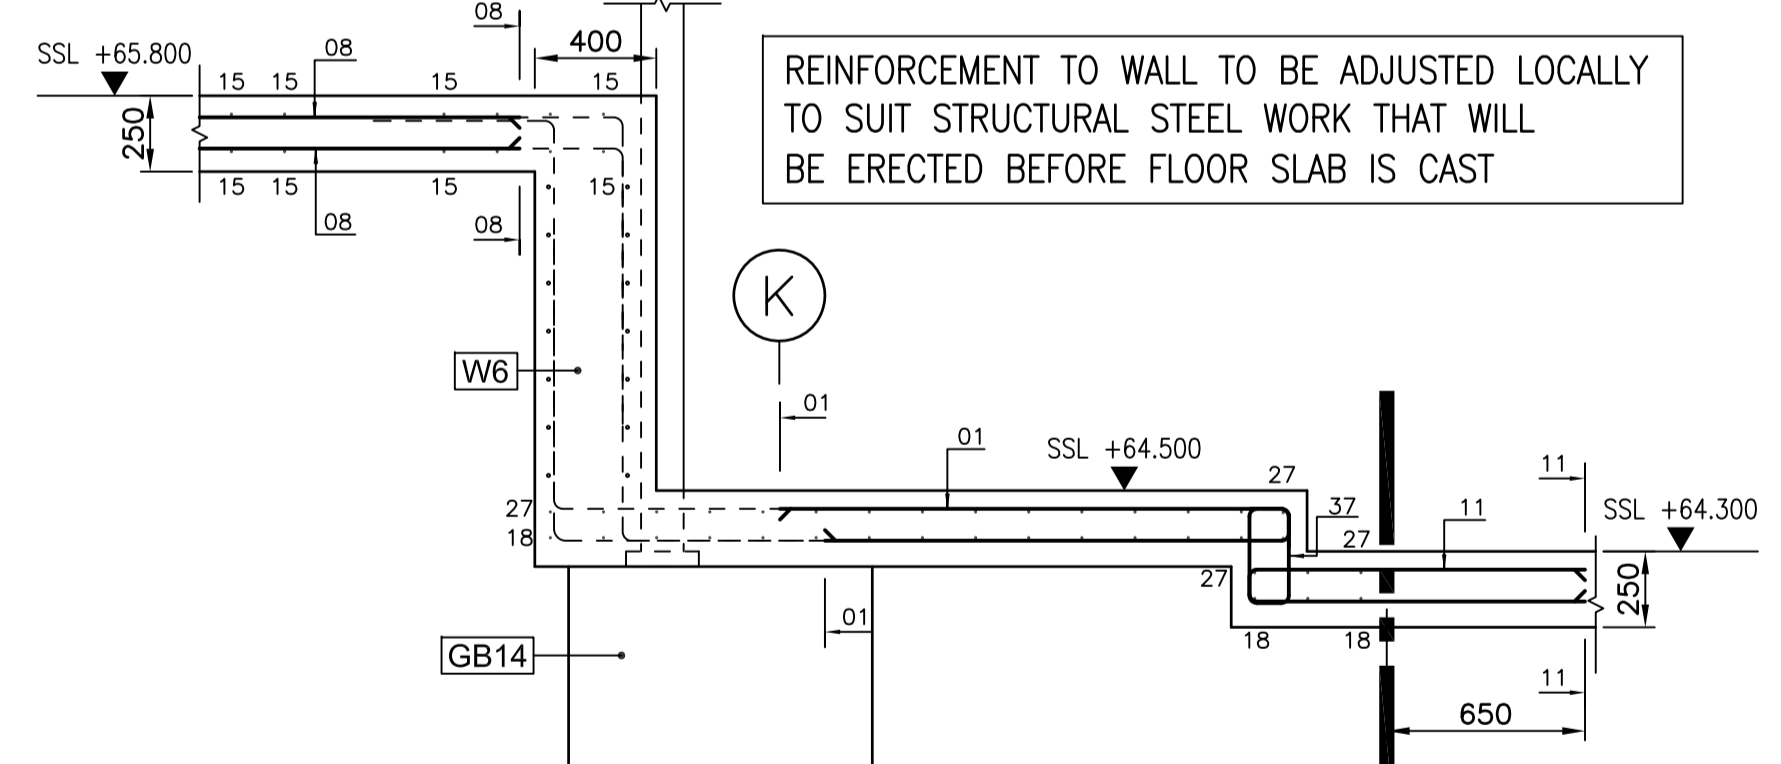 08
400
SSL +65.800
08
15 15 15 15
REINFORCEMENT TO WALL TO BE ADJUSTED LOCALLY
TO SUIT STRUCTURAL STEEL WORK THAT WILL
BE ERECTED BEFORE FLOOR SLAB IS CAST
250
15 15 15 15
08
08
K
W6
01
01
SSL +64.500
27
11
27
37
11
SSL +64.300
18
27
27
250
01
18
18
GB14
11
650